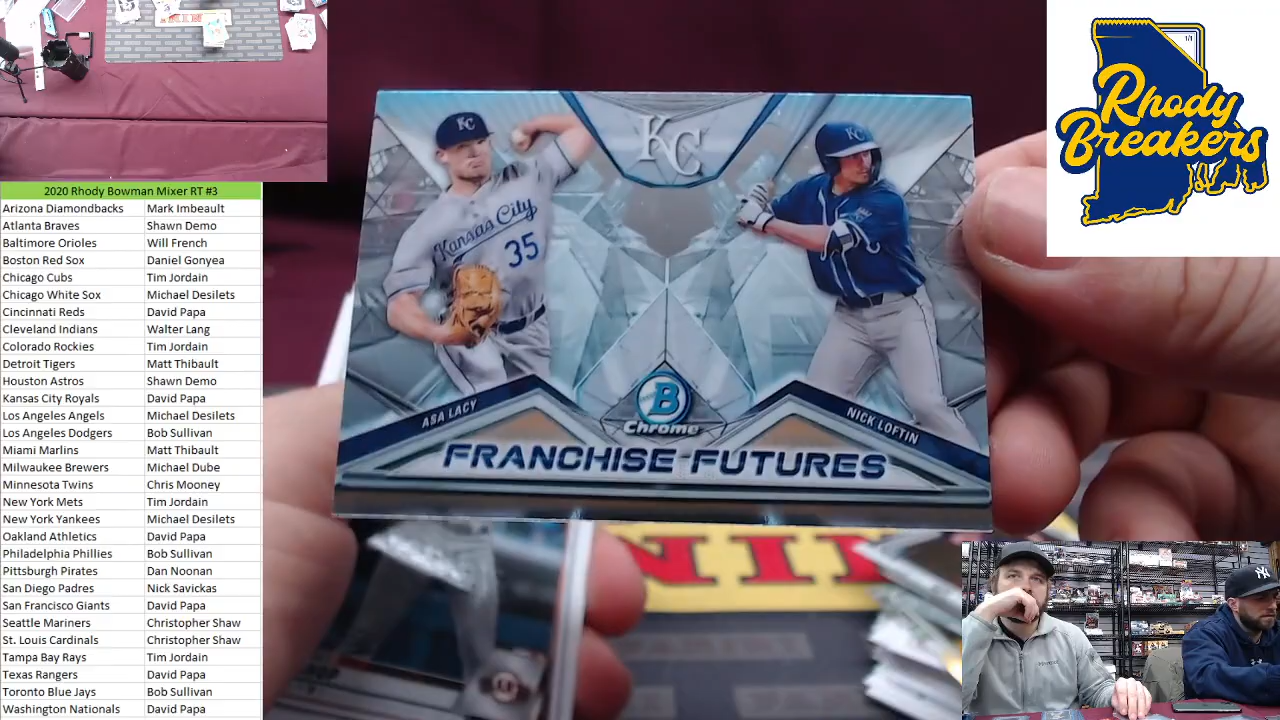 2020 Rhody Bowman Mixer RT #3
Arizona Diamondbacks Mark Imbeault
Atlanta Braves Shawn Demo
Baltimore Orioles Will French
Boston Red Sox Daniel Gonyea
Chicago Cubs Tim Jordain
Chicago White Sox Michael Desilets
Cincinnati Reds David Papa
Cleveland Indians Walter Lang
Colorado Rockies Tim Jordain
Detroit Tigers Matt Thibault
Houston Astros Shawn Demo
Kansas City Royals David Papa
Los Angeles Angels Michael Desilets
Los Angeles Dodgers Bob Sullivan
Miami Marlins Matt Thibault
Milwaukee Brewers Michael Dube
Minnesota Twins Chris Mooney
New York Mets Tim Jordain
New York Yankees Michael Desilets
Oakland Athletics David Papa
Philadelphia Phillies Bob Sullivan
Pittsburgh Pirates Dan Noonan
San Diego Padres Nick Savickas
San Francisco Giants David Papa
Seattle Mariners Christopher Shaw
St. Louis Cardinals Christopher Shaw
Tampa Bay Rays Tim Jordain
Texas Rangers David Papa
Toronto Blue Jays Bob Sullivan
Washington Nationals David Papa
KC
KC
KC
Kansas City
35
B
Chrome
ASA LACY
NICK LOFTIN
FRANCHISE FUTURES
1/1
Rhody
Breakers
NY